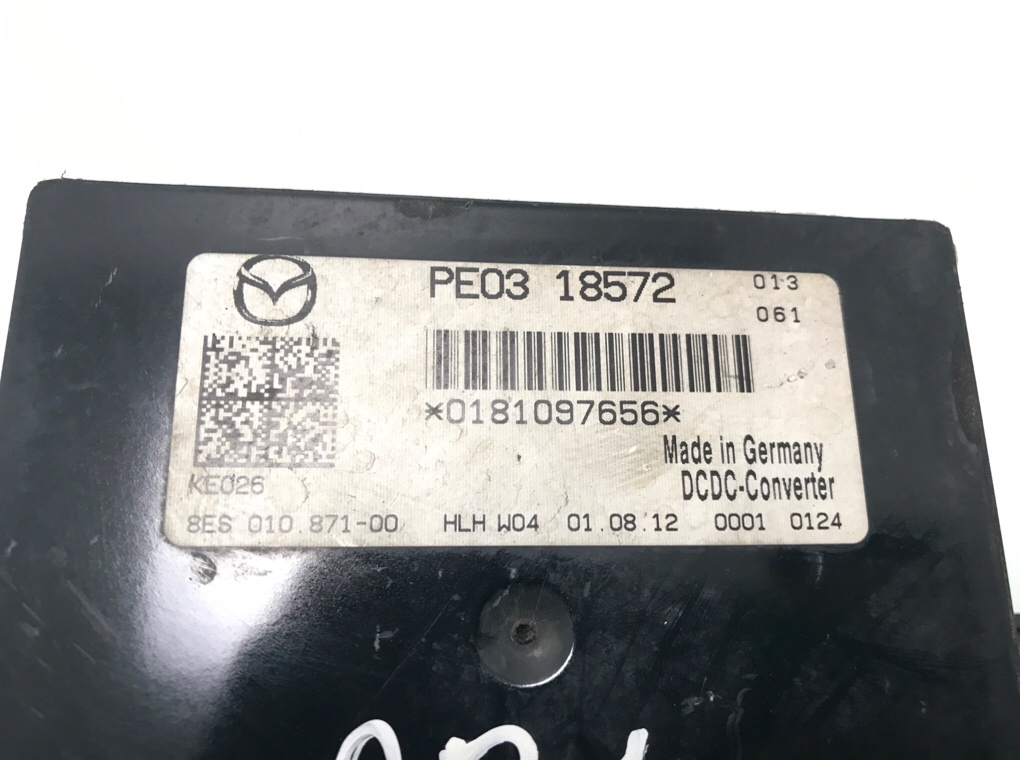 PE03 18572 013
061
*0181097656*
Made in Germany
DCDC-Converter
KE026
8ES 010.871-00 HLH W04 01.08.12 0001 0124